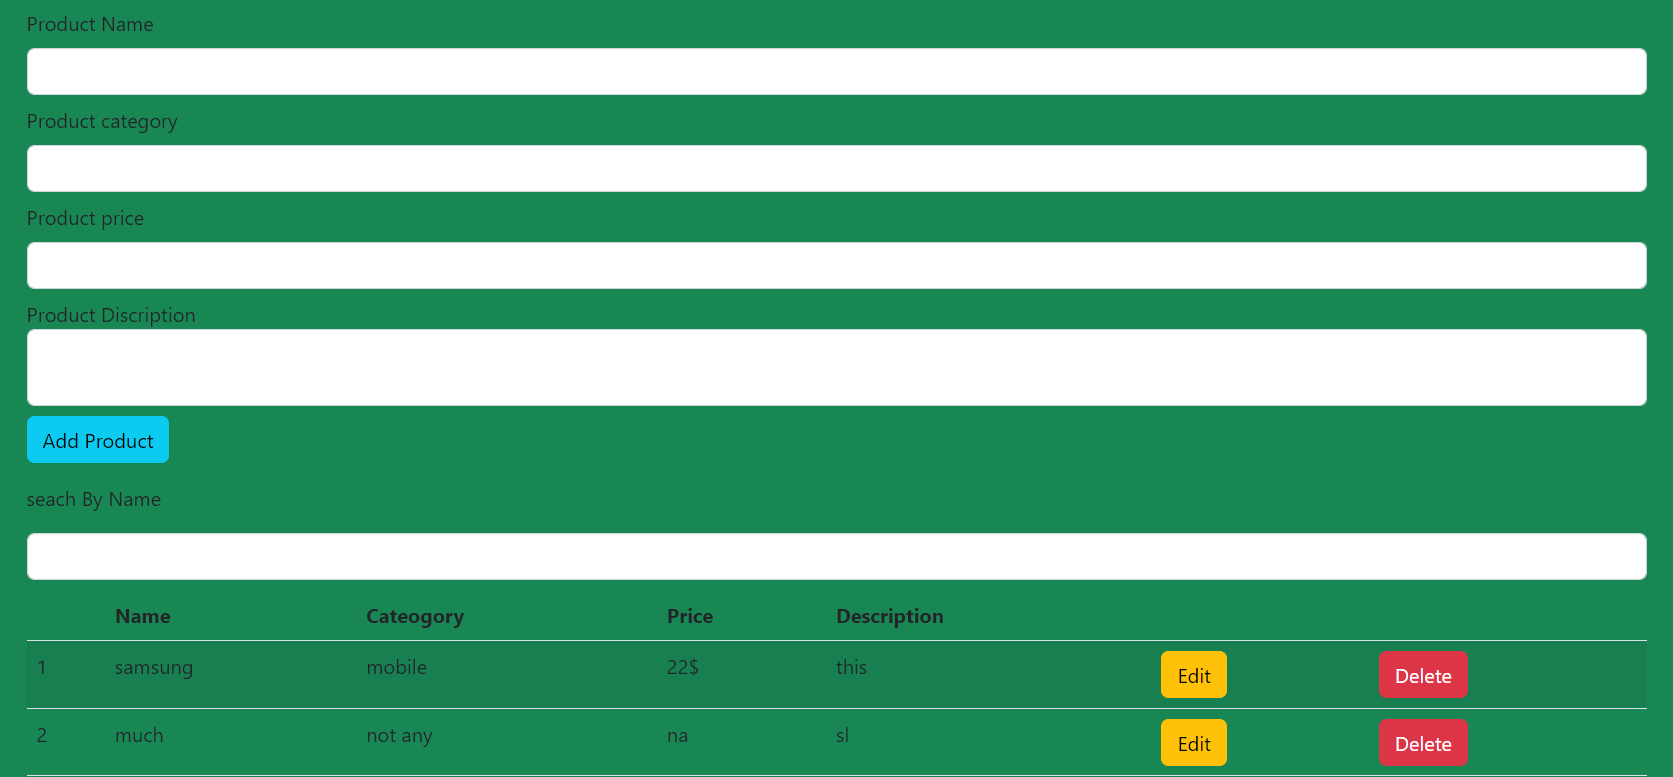 Product Name
Product category
Product price
Product Discription
Add Product
seach By Name
Name Cateogory Price Description
1 samsung mobile 22$ this Edit Delete
2 much not any na sl Edit Delete